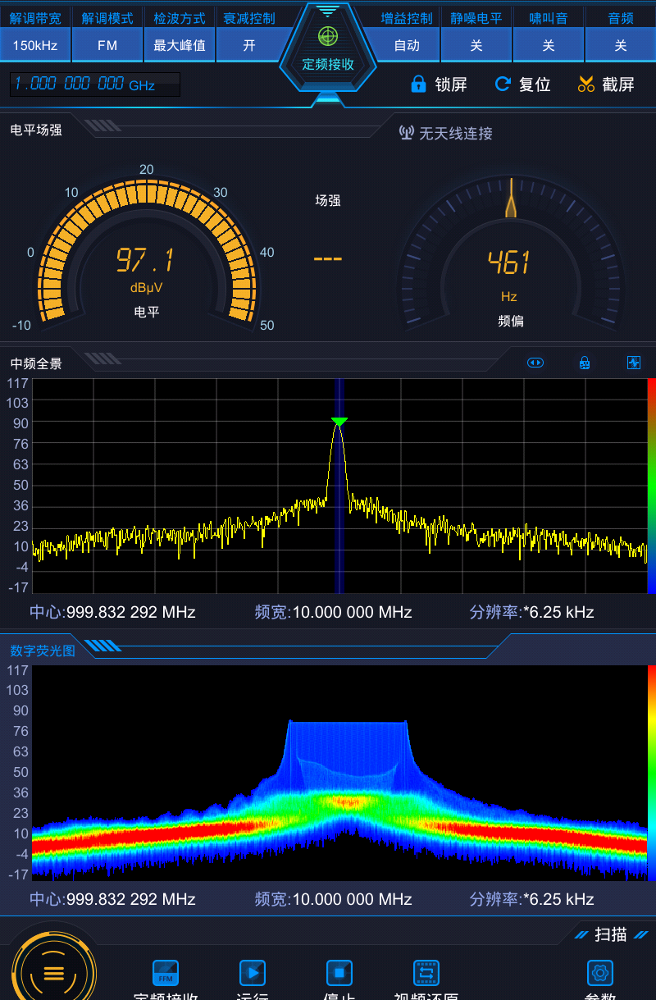 解调带宽 解调模式 检波方式 衰减控制 增益控制 静噪电平 啸叫音 音频
150kHz FM 最大峰值 开 定频接收 自动 关 关 关
1.000 000 000 GHz 锁屏 复位 截屏
电平场强 无天线连接
-10 0 10 20 30 40 50
97.1
dBμV
电平
场强
---
461
Hz
频偏
中频全景
117
103
90
76
63
50
36
23
10
-4
-17
中心:999.832 292 MHz 频宽:10.000 000 MHz 分辨率:*6.25 kHz
数字荧光图
117
103
90
76
63
50
36
23
10
-4
-17
中心:999.832 292 MHz 频宽:10.000 000 MHz 分辨率:*6.25 kHz
扫描
FFM
定频接收 运行 停止 视频还原 参数